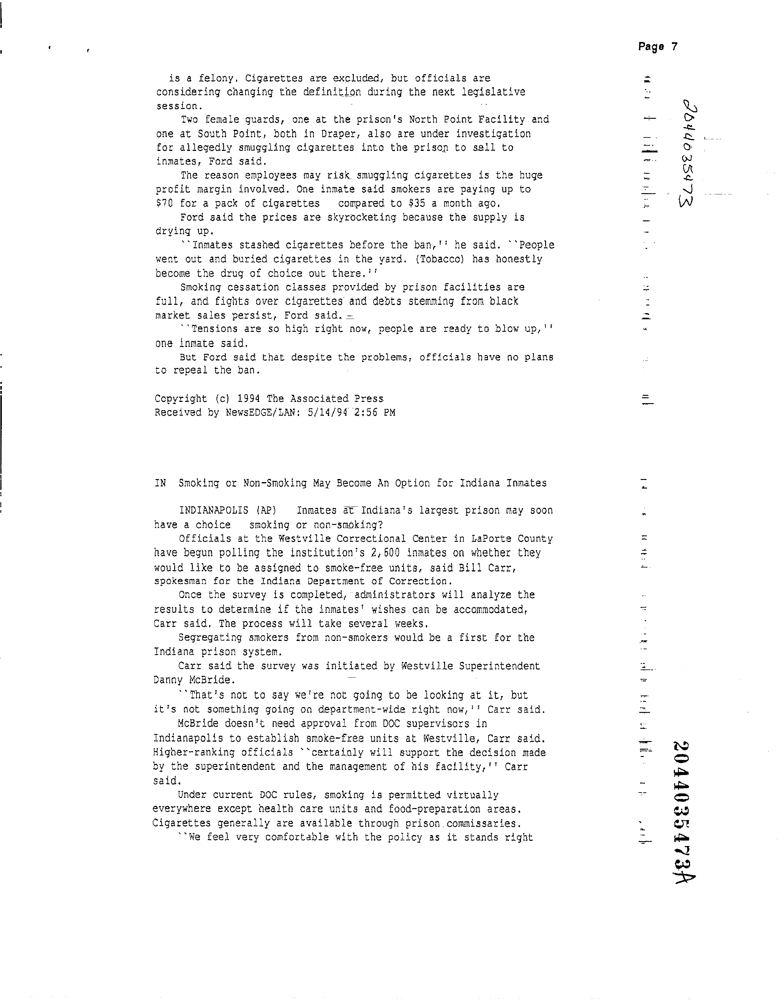 Page 7
is a felony. Cigarettes are excluded, but officials are
considering changing the definition during the next legislative
session.
Two female guards, one at the prison's North Point Facility and
one at South Point, both in Draper, also are under investigation
for allegedly smuggling cigarettes into the prison to sell to
inmates, Ford said.
The reason employees may risk smuggling cigarettes is the huge
profit margin involved. One inmate said smokers are paying up to
$70 for a pack of cigarettes   compared to $35 a month ago.
Ford said the prices are skyrocketing because the supply is
drying up.
``Inmates stashed cigarettes before the ban,'' he said. ``People
went out and buried cigarettes in the yard. (Tobacco) has honestly
become the drug of choice out there.''
Smoking cessation classes provided by prison facilities are
full, and fights over cigarettes and debts stemming from black
market sales persist, Ford said.
``Tensions are so high right now, people are ready to blow up,''
one inmate said.
But Ford said that despite the problems, officials have no plans
to repeal the ban.
Copyright (c) 1994 The Associated Press
Received by NewsEDGE/LAN: 5/14/94 2:56 PM
IN  Smoking or Non-Smoking May Become An Option for Indiana Inmates
INDIANAPOLIS (AP)   Inmates at Indiana's largest prison may soon
have a choice   smoking or non-smoking?
Officials at the Westville Correctional Center in LaPorte County
have begun polling the institution's 2,600 inmates on whether they
would like to be assigned to smoke-free units, said Bill Carr,
spokesman for the Indiana Department of Correction.
Once the survey is completed, administrators will analyze the
results to determine if the inmates' wishes can be accommodated,
Carr said. The process will take several weeks.
Segregating smokers from non-smokers would be a first for the
Indiana prison system.
Carr said the survey was initiated by Westville Superintendent
Danny McBride.
``That's not to say we're not going to be looking at it, but
it's not something going on department-wide right now,'' Carr said.
McBride doesn't need approval from DOC supervisors in
Indianapolis to establish smoke-free units at Westville, Carr said.
Higher-ranking officials ``certainly will support the decision made
by the superintendent and the management of his facility,'' Carr
said.
Under current DOC rules, smoking is permitted virtually
everywhere except health care units and food-preparation areas.
Cigarettes generally are available through prison commissaries.
``We feel very comfortable with the policy as it stands right
2044035473
2044035473A